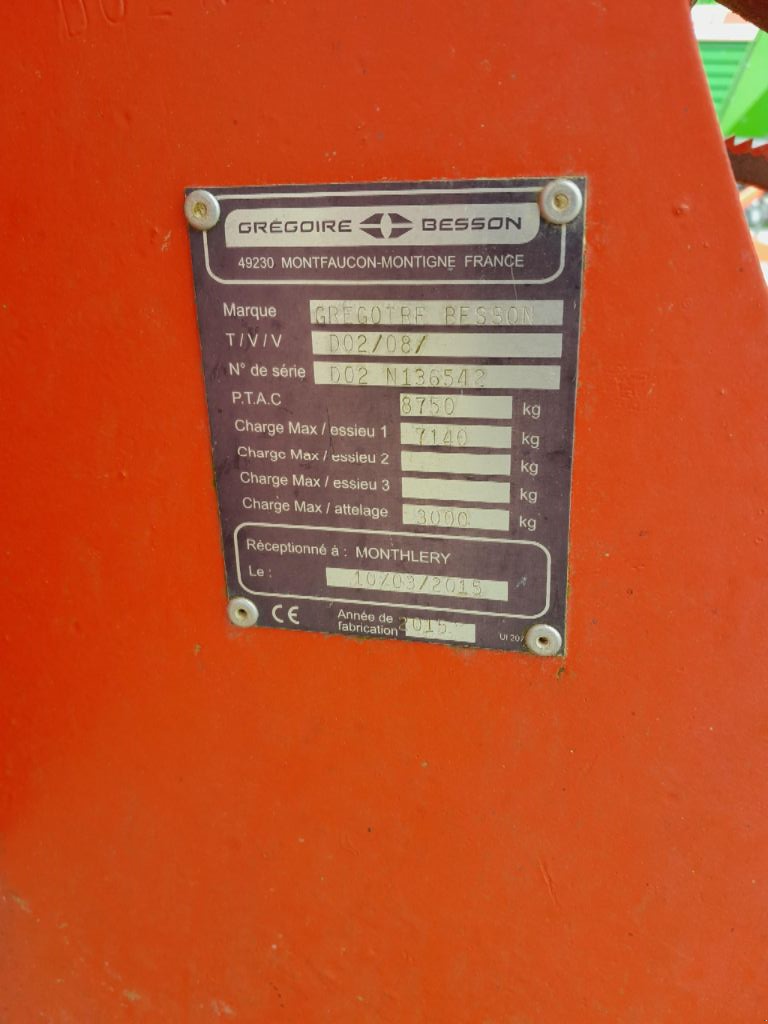 GRÉGOIRE BESSON
49230 MONTFAUCON-MONTIGNE FRANCE
Marque GREGOIRE BESSON
T / V / V D02/08/
N° de série D02 N136542
P.T.A.C 8750 kg
Charge Max / essieu 1 7140 kg
Charge Max / essieu 2 kg
Charge Max / essieu 3 kg
Charge Max / attelage 3000 kg
Réceptionné à : MONTHLERY
Le : 10/03/2015
CE Année de
fabrication 2015